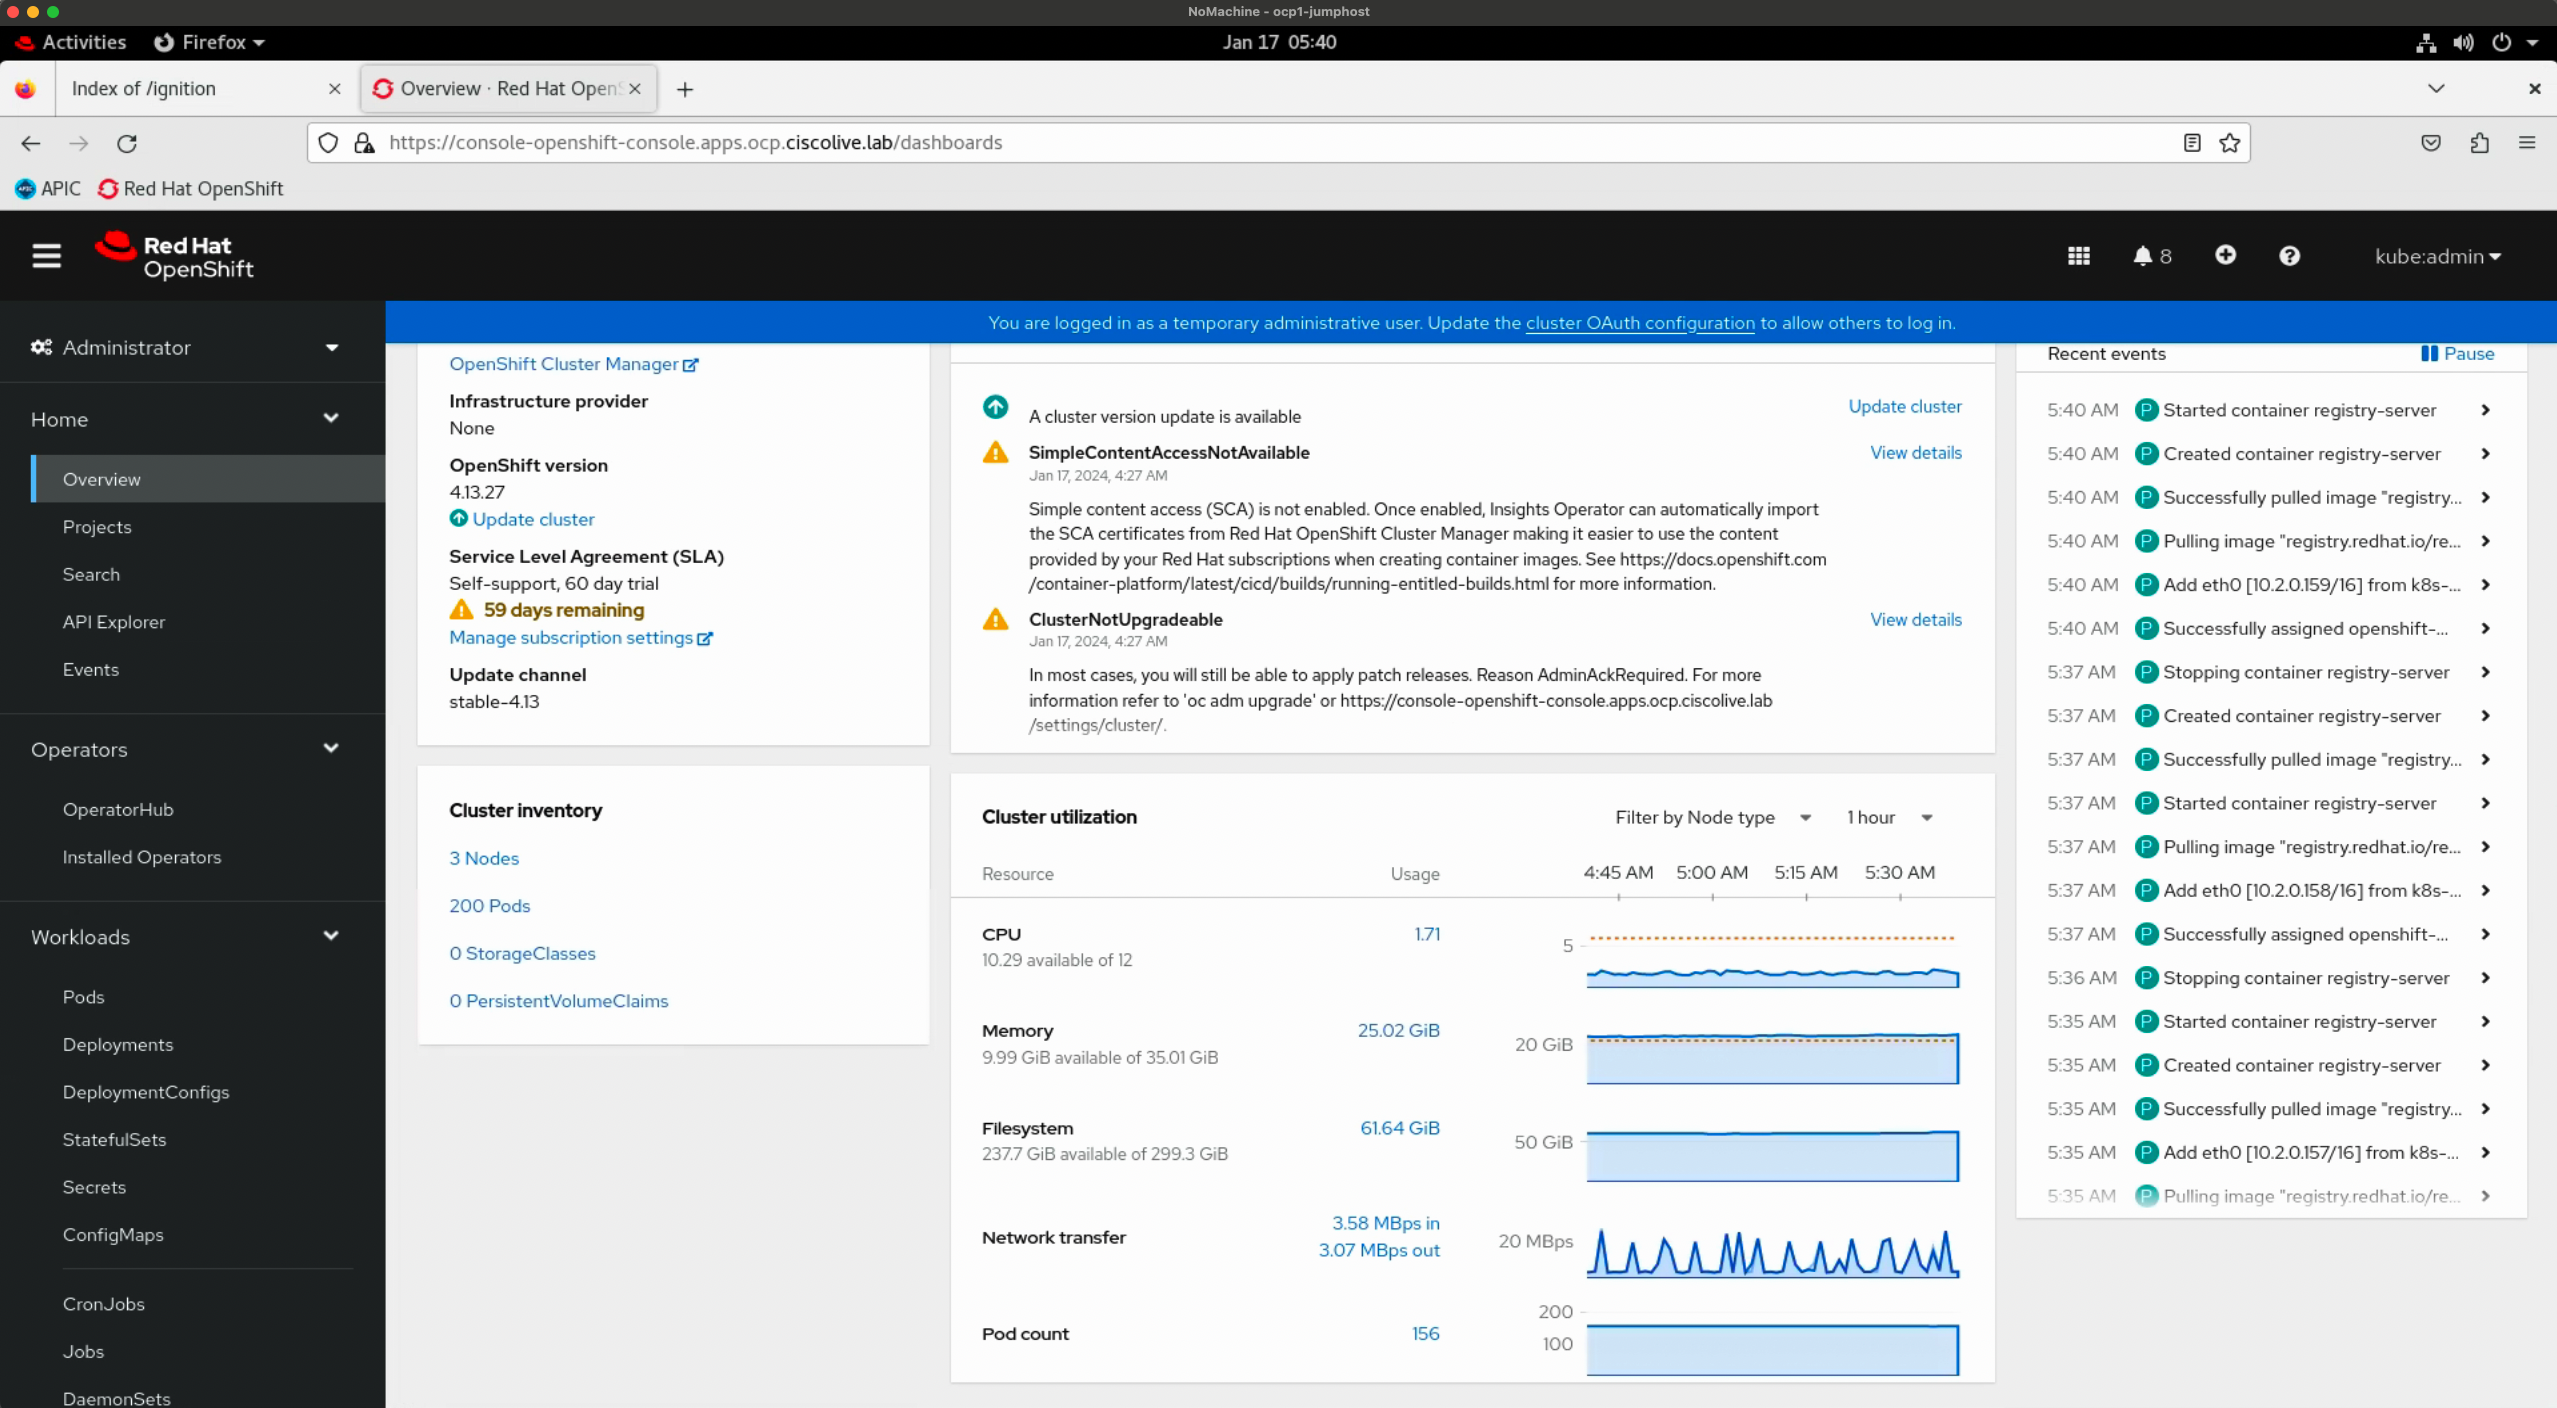 NoMachine - ocp1-jumphost
Activities
Firefox
Jan 17 05:40
Index of /ignition
Overview · Red Hat Open
https://console-openshift-console.apps.ocp.ciscolive.lab/dashboards
APIC
Red Hat OpenShift
Red Hat
OpenShift
8
kube:admin
You are logged in as a temporary administrative user. Update the cluster OAuth configuration to allow others to log in.
Administrator
Home
Overview
Projects
Search
API Explorer
Events
Operators
OperatorHub
Installed Operators
Workloads
Pods
Deployments
DeploymentConfigs
StatefulSets
Secrets
ConfigMaps
CronJobs
Jobs
DaemonSets
OpenShift Cluster Manager
Infrastructure provider
None
OpenShift version
4.13.27
Update cluster
Service Level Agreement (SLA)
Self-support, 60 day trial
59 days remaining
Manage subscription settings
Update channel
stable-4.13
Cluster inventory
3 Nodes
200 Pods
0 StorageClasses
0 PersistentVolumeClaims
A cluster version update is available
Update cluster
SimpleContentAccessNotAvailable
View details
Jan 17, 2024, 4:27 AM
Simple content access (SCA) is not enabled. Once enabled, Insights Operator can automatically import
the SCA certificates from Red Hat OpenShift Cluster Manager making it easier to use the content
provided by your Red Hat subscriptions when creating container images. See https://docs.openshift.com
/container-platform/latest/cicd/builds/running-entitled-builds.html for more information.
ClusterNotUpgradeable
View details
Jan 17, 2024, 4:27 AM
In most cases, you will still be able to apply patch releases. Reason AdminAckRequired. For more
information refer to 'oc adm upgrade' or https://console-openshift-console.apps.ocp.ciscolive.lab
/settings/cluster/.
Cluster utilization
Filter by Node type
1 hour
Resource
Usage
4:45 AM 5:00 AM 5:15 AM 5:30 AM
CPU
1.71
10.29 available of 12
5
Memory
25.02 GiB
9.99 GiB available of 35.01 GiB
20 GiB
Filesystem
61.64 GiB
237.7 GiB available of 299.3 GiB
50 GiB
Network transfer
3.58 MBps in
3.07 MBps out
20 MBps
Pod count
156
200
100
Recent events
Pause
5:40 AM P Started container registry-server
5:40 AM P Created container registry-server
5:40 AM P Successfully pulled image "registry...
5:40 AM P Pulling image "registry.redhat.io/re...
5:40 AM P Add eth0 [10.2.0.159/16] from k8s-...
5:40 AM P Successfully assigned openshift-...
5:37 AM P Stopping container registry-server
5:37 AM P Created container registry-server
5:37 AM P Successfully pulled image "registry...
5:37 AM P Started container registry-server
5:37 AM P Pulling image "registry.redhat.io/re...
5:37 AM P Add eth0 [10.2.0.158/16] from k8s-...
5:37 AM P Successfully assigned openshift-...
5:36 AM P Stopping container registry-server
5:35 AM P Started container registry-server
5:35 AM P Created container registry-server
5:35 AM P Successfully pulled image "registry...
5:35 AM P Add eth0 [10.2.0.157/16] from k8s-...
5:35 AM P Pulling image "registry.redhat.io/re...